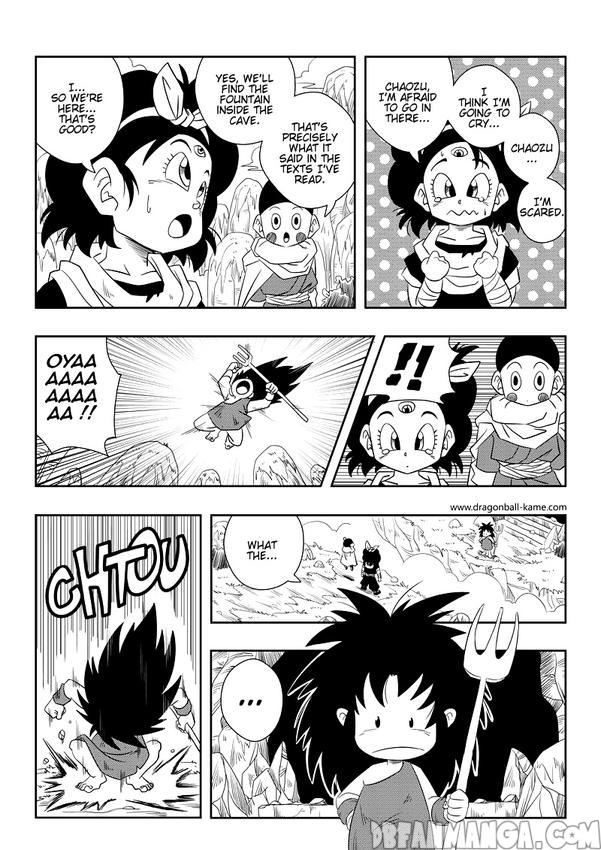 I...
SO WE'RE
HERE...
THAT'S
GOOD?
YES, WE'LL
FIND THE
FOUNTAIN
INSIDE
THE
CAVE.
THAT'S
PRECISELY
WHAT IT
SAID IN THE
TEXTS I'VE
READ.
CHAOZU,
I'M AFRAID
TO GO
IN
THERE...
I
THINK I'M
GOING TO
CRY...
CHAOZU
...
I'M
SCARED.
OYAA
AAAAA
AAAAA
AA !!
!!
www.dragonball-kame.com
CHTOU
WHAT
THE...
...
DBFANMANGA.COM